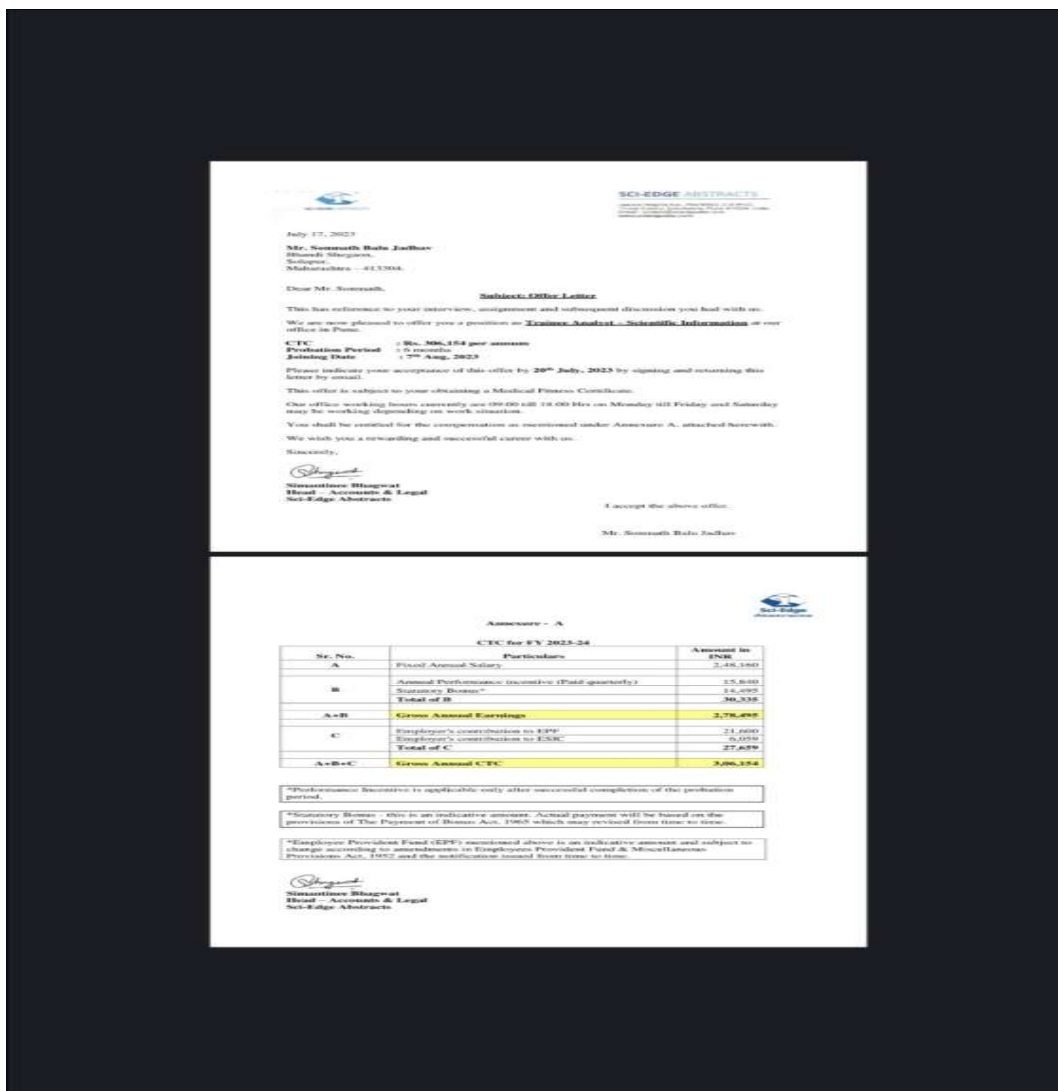 SCI-EDGE ABSTRACTS
July 17, 2023
Mr. Somnath Balu Jadhav
Bhandi Shegaon,
Solapur,
Maharashtra – 413304.
Dear Mr. Somnath,
Subject: Offer Letter
This has reference to your interview, assignment and subsequent discussion you had with us.
We are now pleased to offer you a position as Trainee Analyst – Scientific Information at our
office in Pune.
CTC : Rs. 306,154 per annum
Probation Period : 6 months
Joining Date : 7th Aug, 2023
Please indicate your acceptance of this offer by 20th July, 2023 by signing and returning this
letter by email.
This offer is subject to your obtaining a Medical Fitness Certificate.
Our office working hours currently are 09:00 till 18:00 Hrs on Monday till Friday and Saturday
may be working depending on work situation.
You shall be entitled for the compensation as mentioned under Annexure A, attached herewith.
We wish you a rewarding and successful career with us.
Sincerely,
Simantinee Bhagwat
Head – Accounts & Legal
Sci-Edge Abstracts
I accept the above offer.
Mr. Somnath Balu Jadhav
Sci-Edge
Annexure - A
CTC for FY 2023-24
Sr. No. Particulars Amount in INR
A Fixed Annual Salary 2,48,160
B Annual Performance incentive (Paid quarterly) 15,840
Statutory Bonus* 14,495
Total of B 30,335
A+B Gross Annual Earnings 2,78,495
C Employer's contribution to EPF 21,600
Employer's contribution to ESIC 6,059
Total of C 27,659
A+B+C Gross Annual CTC 3,06,154
*Performance Incentive is applicable only after successful completion of the probation
period.
*Statutory Bonus - this is an indicative amount. Actual payment will be based on the
provisions of The Payment of Bonus Act, 1965 which may revised from time to time.
*Employee Provident Fund (EPF) mentioned above is an indicative amount and subject to
change according to amendments in Employees Provident Fund & Miscellaneous
Provisions Act, 1952 and the notification issued from time to time.
Simantinee Bhagwat
Head – Accounts & Legal
Sci-Edge Abstracts